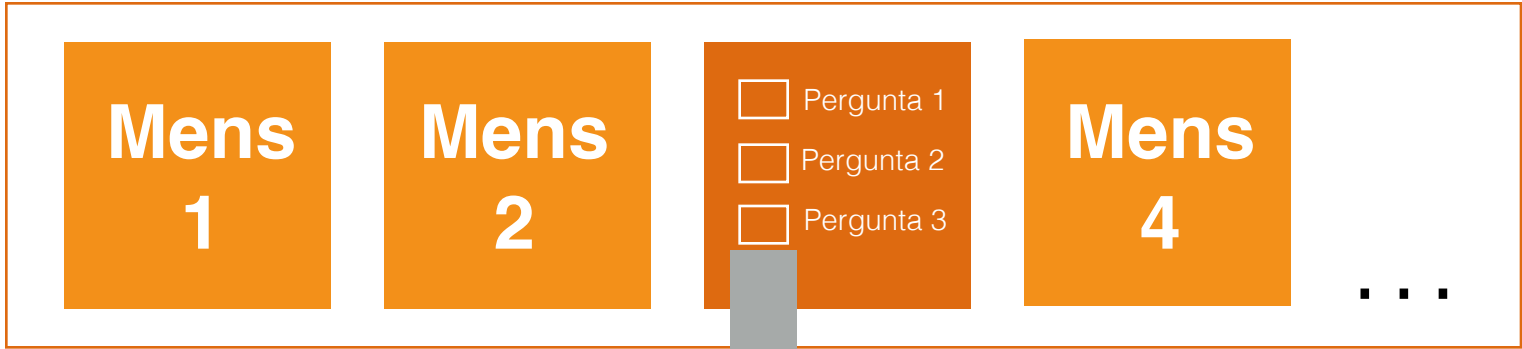 Mens
1
Mens
2
Pergunta 1
Pergunta 2
Pergunta 3
Mens
4
. . .